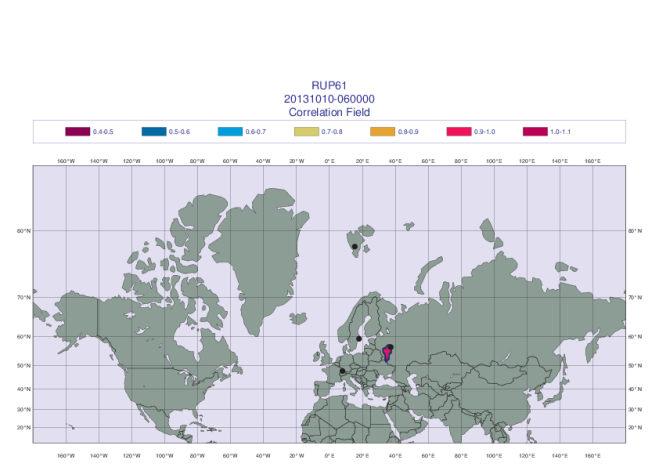 RUP61
20131010-060000
Correlation Field
0.4-0.5 0.5-0.6 0.6-0.7 0.7-0.8 0.8-0.9 0.9-1.0 1.0-1.1
160°W 140°W 120°W 100°W 80°W 60°W 40°W 20°W 0°E 20°E 40°E 60°E 80°E 100°E 120°E 140°E 160°E
80°N 80°N
70°N 70°N
60°N 60°N
50°N 50°N
40°N 40°N
30°N 30°N
20°N 20°N
160°W 140°W 120°W 100°W 80°W 60°W 40°W 20°W 0°E 20°E 40°E 60°E 80°E 100°E 120°E 140°E 160°E